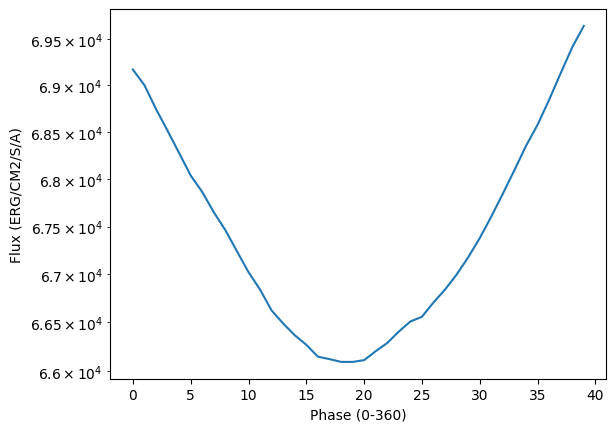 6.95 × 10⁴
6.9 × 10⁴
6.85 × 10⁴
6.8 × 10⁴
6.75 × 10⁴
6.7 × 10⁴
6.65 × 10⁴
6.6 × 10⁴
Flux (ERG/CM2/S/A)
0 5 10 15 20 25 30 35 40
Phase (0-360)